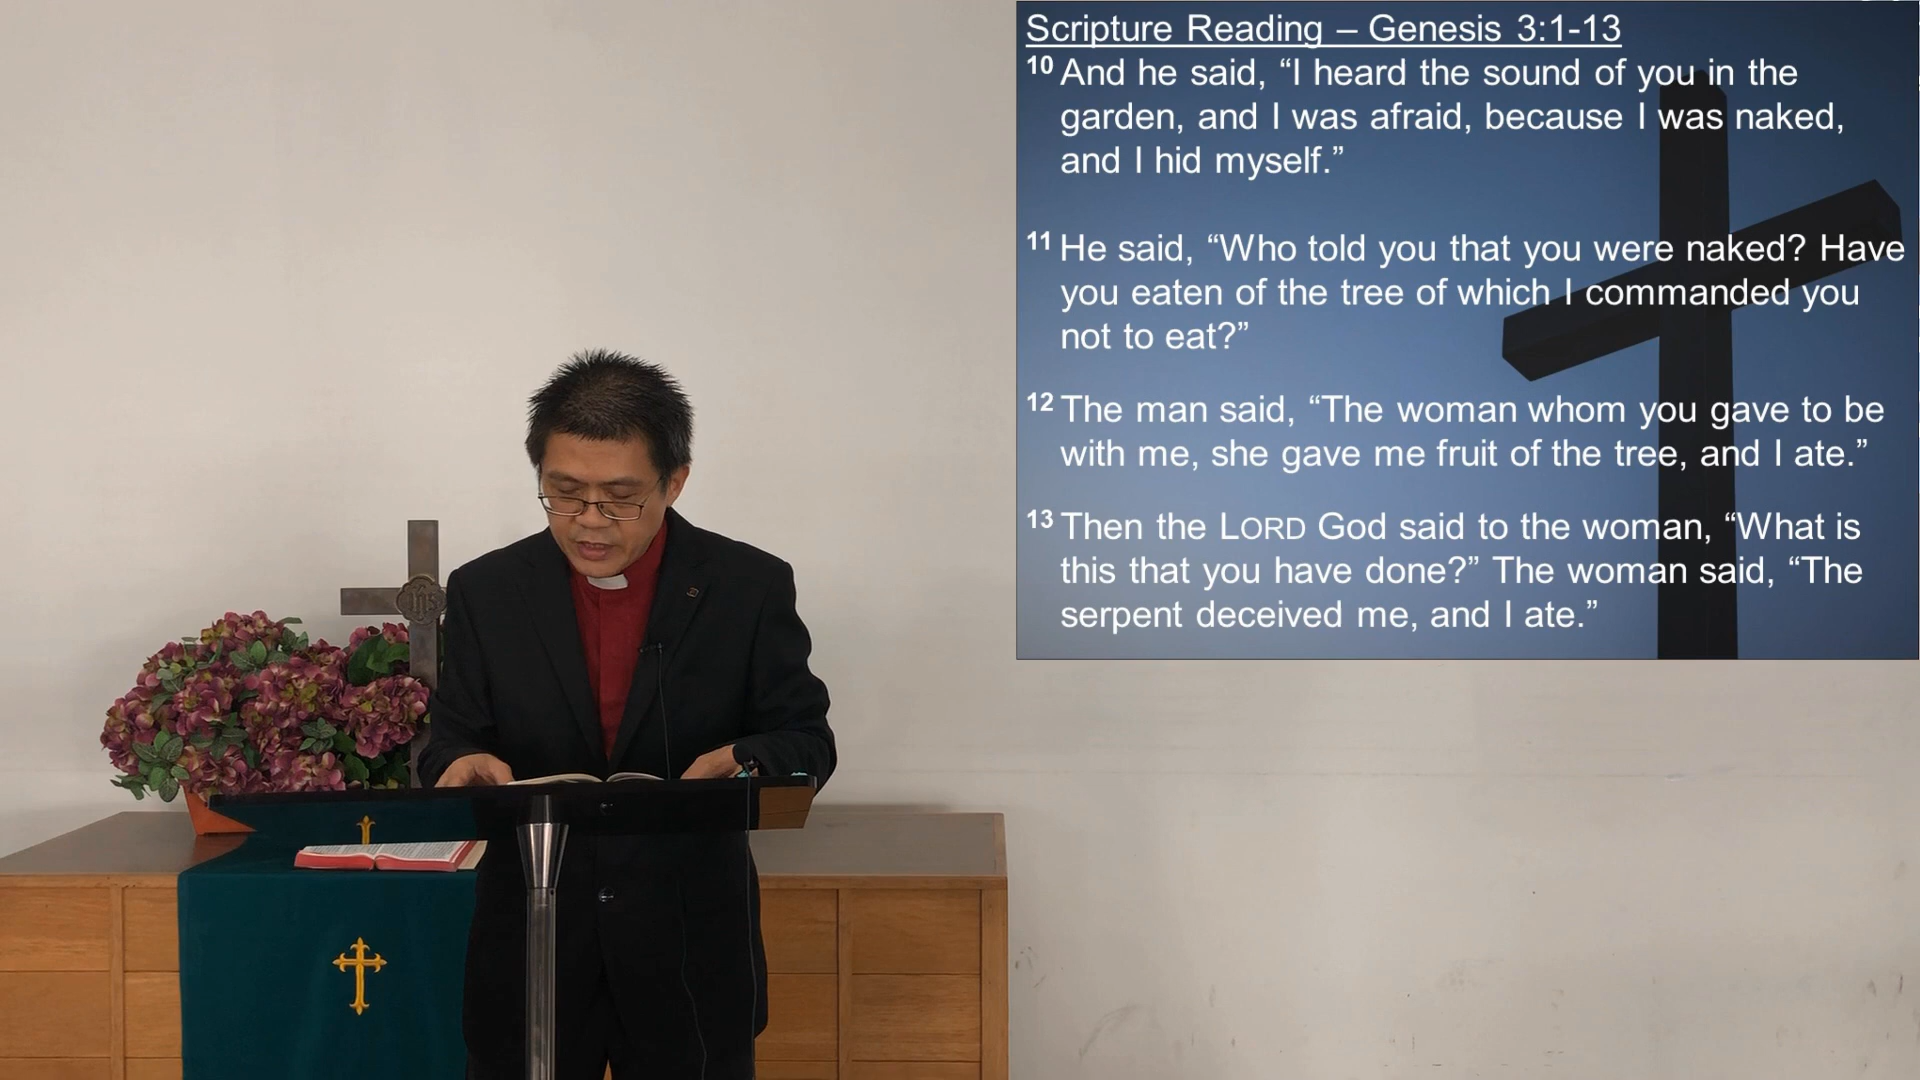 Scripture Reading – Genesis 3:1-13
10 And he said, “I heard the sound of you in the
garden, and I was afraid, because I was naked,
and I hid myself.”
11 He said, “Who told you that you were naked? Have
you eaten of the tree of which I commanded you
not to eat?”
12 The man said, “The woman whom you gave to be
with me, she gave me fruit of the tree, and I ate.”
13 Then the LORD God said to the woman, “What is
this that you have done?” The woman said, “The
serpent deceived me, and I ate.”
IHS